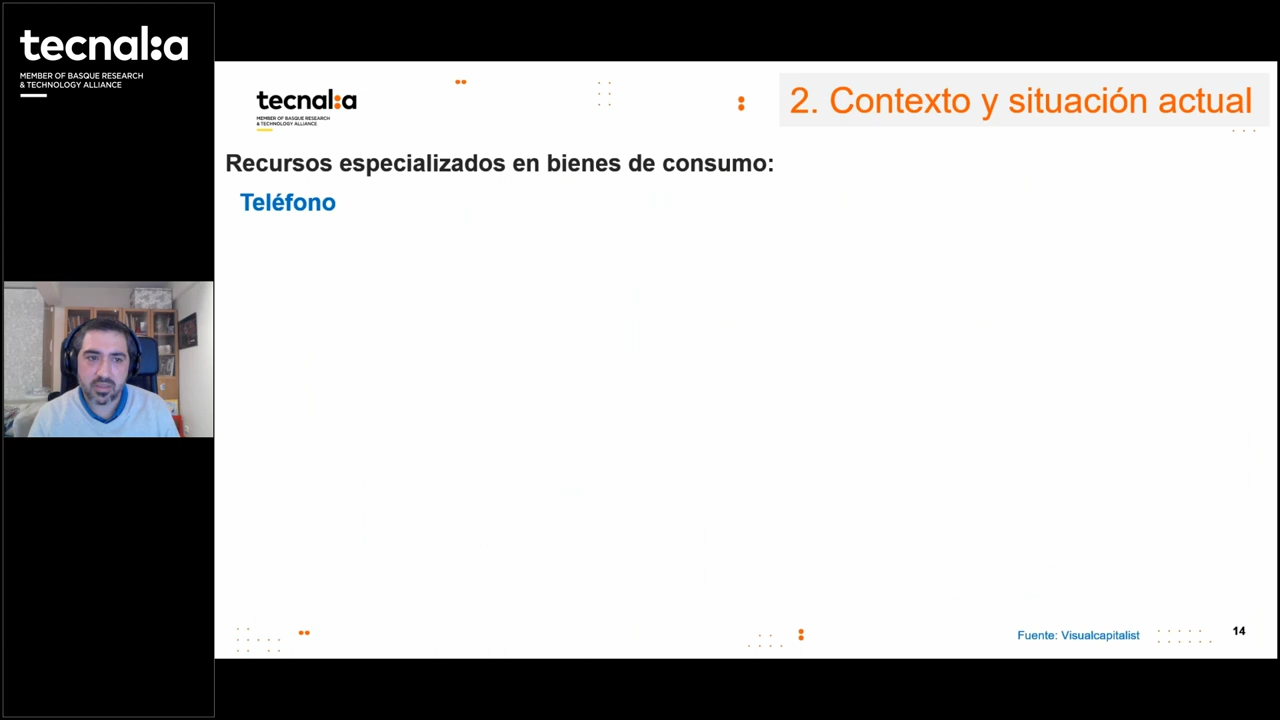 tecnal:a
MEMBER OF BASQUE RESEARCH
& TECHNOLOGY ALLIANCE
tecnal:a
MEMBER OF BASQUE RESEARCH
& TECHNOLOGY ALLIANCE
2. Contexto y situación actual
Recursos especializados en bienes de consumo:
Teléfono
Fuente: Visualcapitalist
14